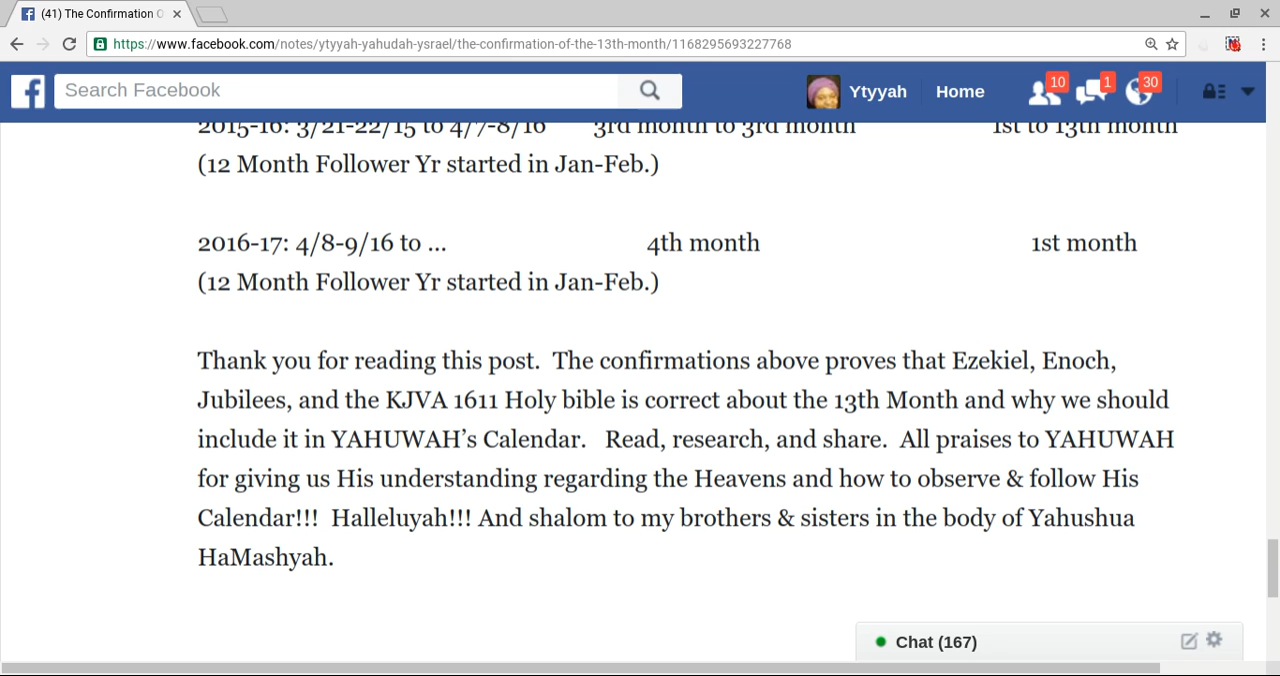 (41) The Confirmation O
https://www.facebook.com/notes/ytyyah-yahudah-ysrael/the-confirmation-of-the-13th-month/1168295693227768
Search Facebook
Ytyyah
Home
10
1
30
2015-16: 3/21-22/15 to 4/7-8/16 3rd month to 3rd month 1st to 13th month
(12 Month Follower Yr started in Jan-Feb.)
2016-17: 4/8-9/16 to ... 4th month 1st month
(12 Month Follower Yr started in Jan-Feb.)
Thank you for reading this post. The confirmations above proves that Ezekiel, Enoch,
Jubilees, and the KJVA 1611 Holy bible is correct about the 13th Month and why we should
include it in YAHUWAH’s Calendar. Read, research, and share. All praises to YAHUWAH
for giving us His understanding regarding the Heavens and how to observe & follow His
Calendar!!! Halleluyah!!! And shalom to my brothers & sisters in the body of Yahushua
HaMashyah.
Chat (167)